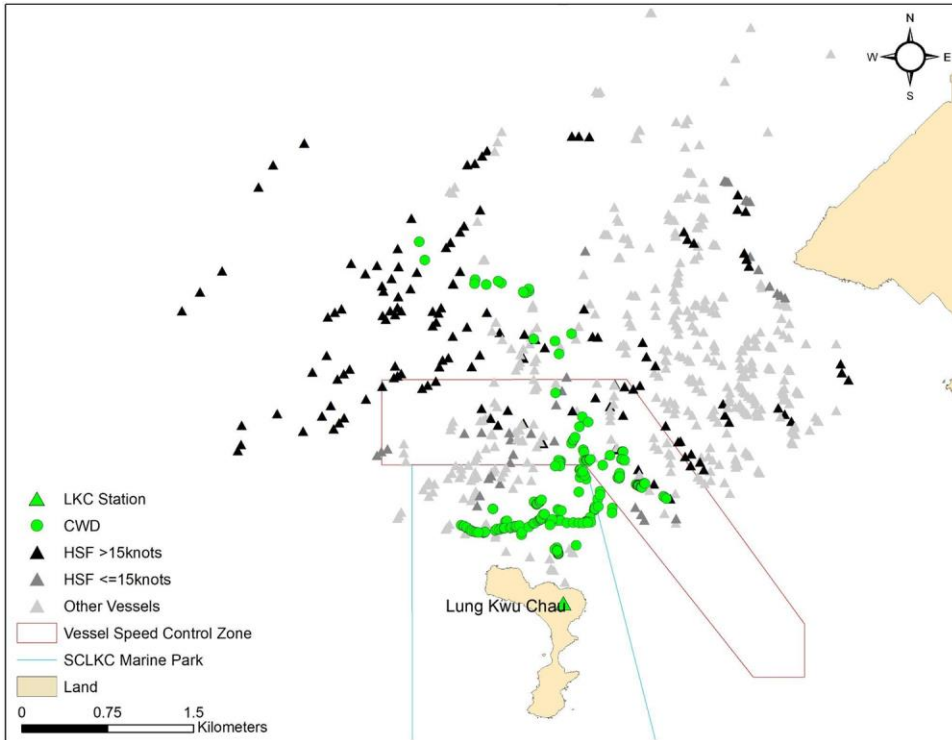 N
W E
S
LKC Station
CWD
HSF >15knots
HSF <=15knots
Other Vessels
Vessel Speed Control Zone
SCLKC Marine Park
Land
0 0.75 1.5
Kilometers
Lung Kwu Chau